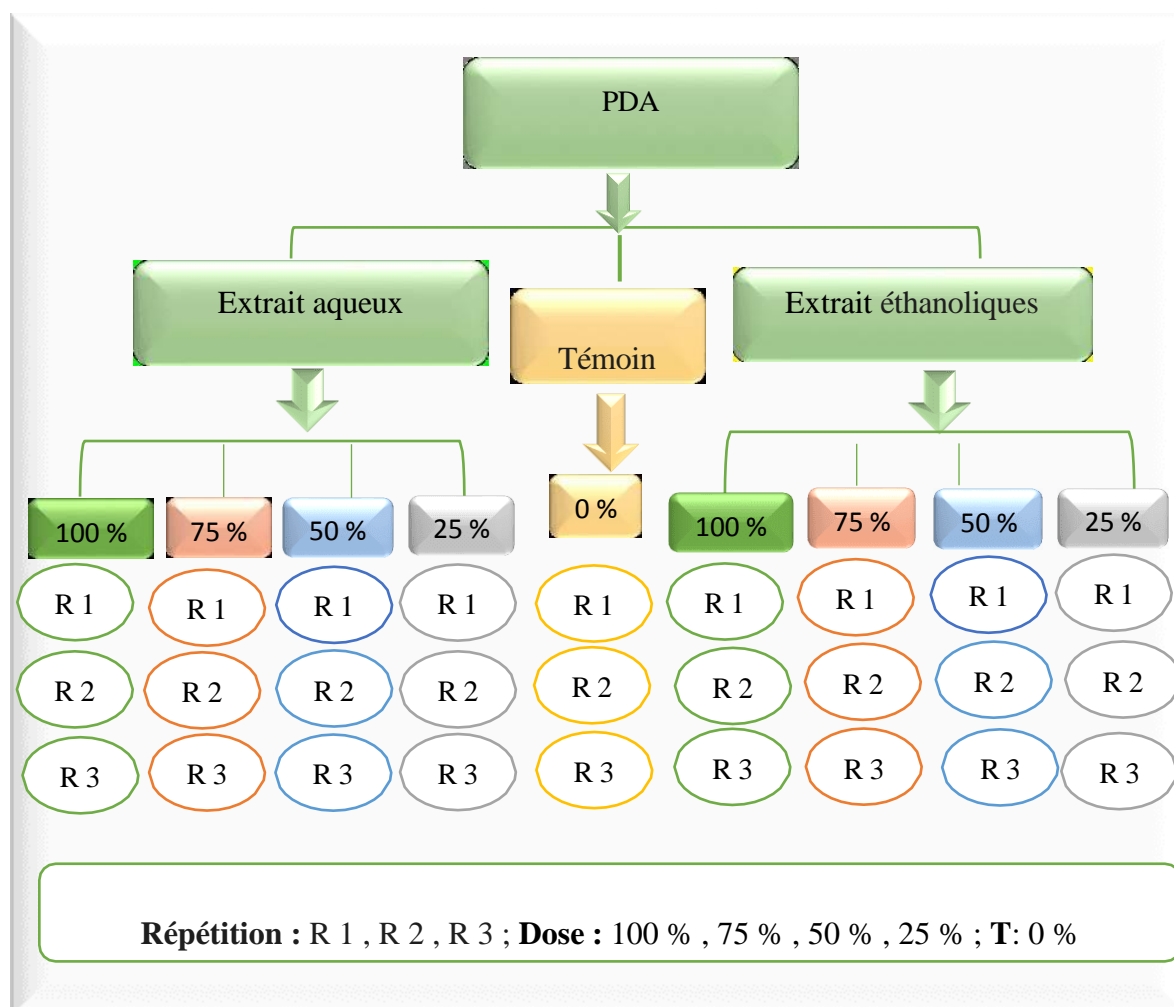 PDA
Extrait aqueux
Témoin
Extrait éthanoliques
100 % 75 % 50 % 25 % 0 % 100 % 75 % 50 % 25 %
R 1 R 1 R 1 R 1 R 1 R 1 R 1 R 1 R 1
R 2 R 2 R 2 R 2 R 2 R 2 R 2 R 2 R 2
R 3 R 3 R 3 R 3 R 3 R 3 R 3 R 3 R 3
Répétition : R 1 , R 2 , R 3 ; Dose : 100 % , 75 % , 50 % , 25 % ; T: 0 %